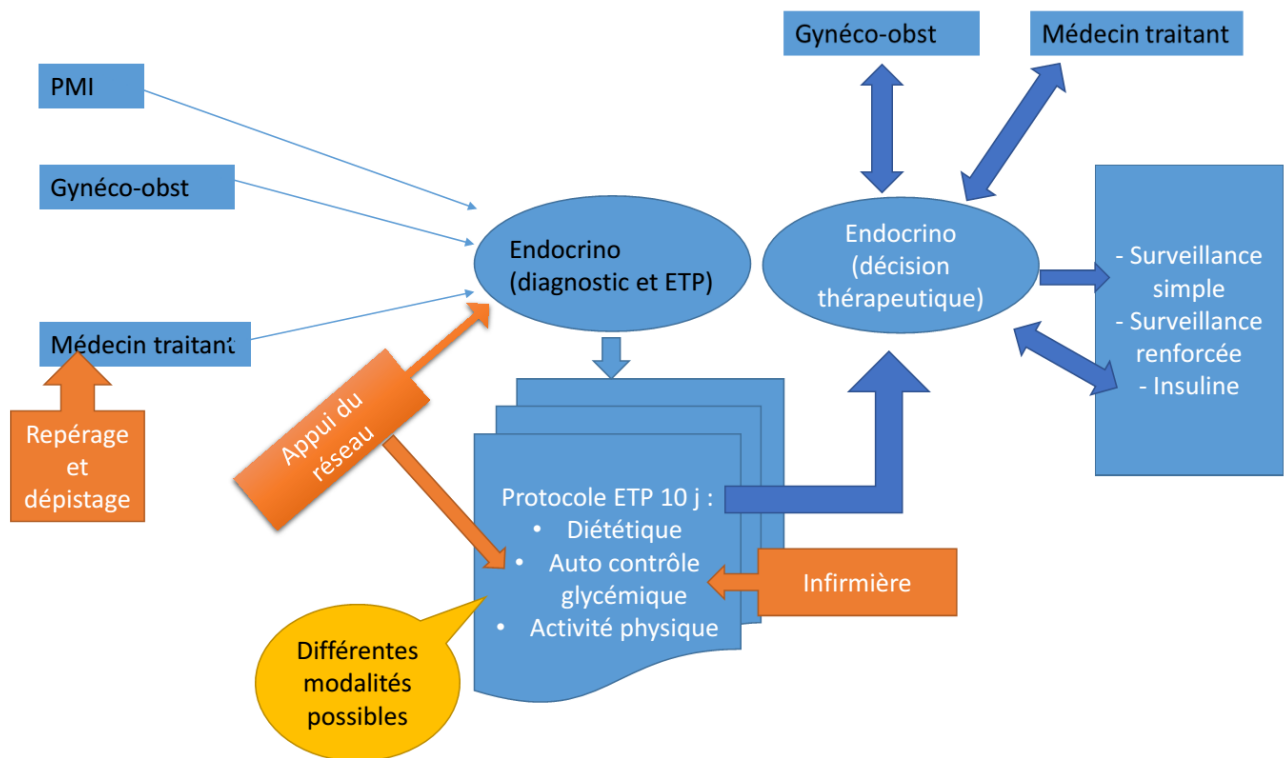 PMI
Gynéco-obst
Médecin traitant
Repérage
et
dépistage
Appui du
réseau
Endocrino
(diagnostic et ETP)
Protocole ETP 10 j :
• Diététique
• Auto contrôle
glycémique
• Activité physique
Différentes
modalités
possibles
Infirmière
Gynéco-obst
Médecin traitant
Endocrino
(décision
thérapeutique)
- Surveillance
simple
- Surveillance
renforcée
- Insuline